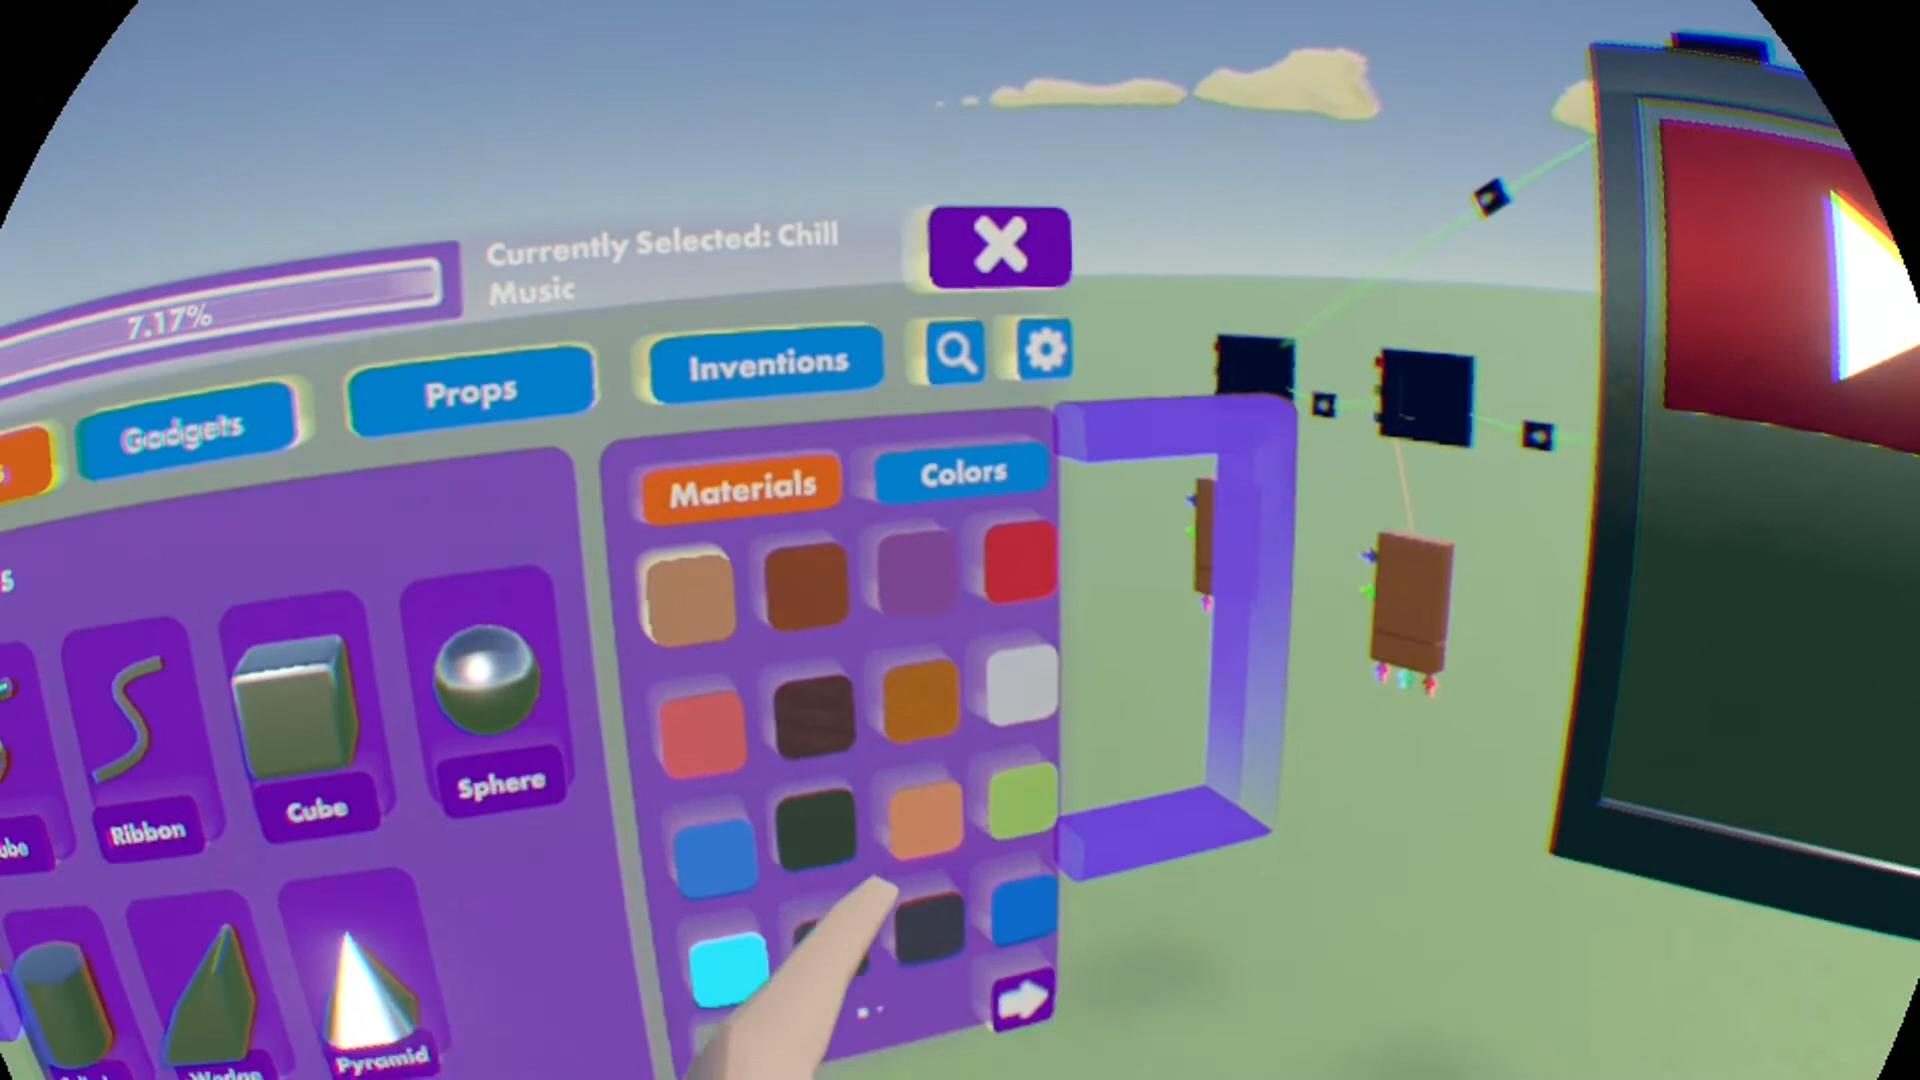 Currently Selected: Chill
Music
7.17%
Gadgets
Props
Inventions
Materials
Colors
Ribbon
Cube
Sphere
Pyramid